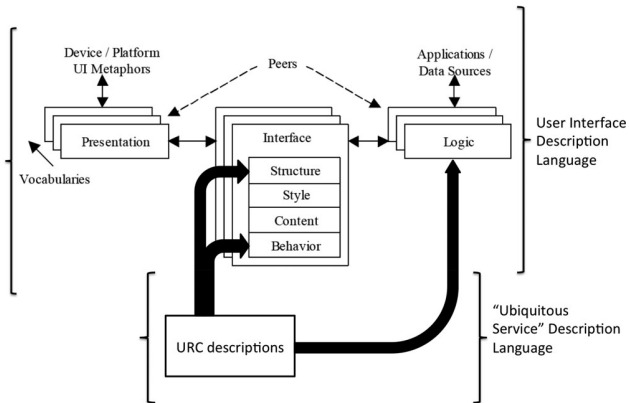 Device / Platform
UI Metaphors
Peers
Applications /
Data Sources
Presentation
Interface
Logic
User Interface
Description
Language
Vocabularies
Structure
Style
Content
Behavior
URC descriptions
“Ubiquitous
Service” Description
Language